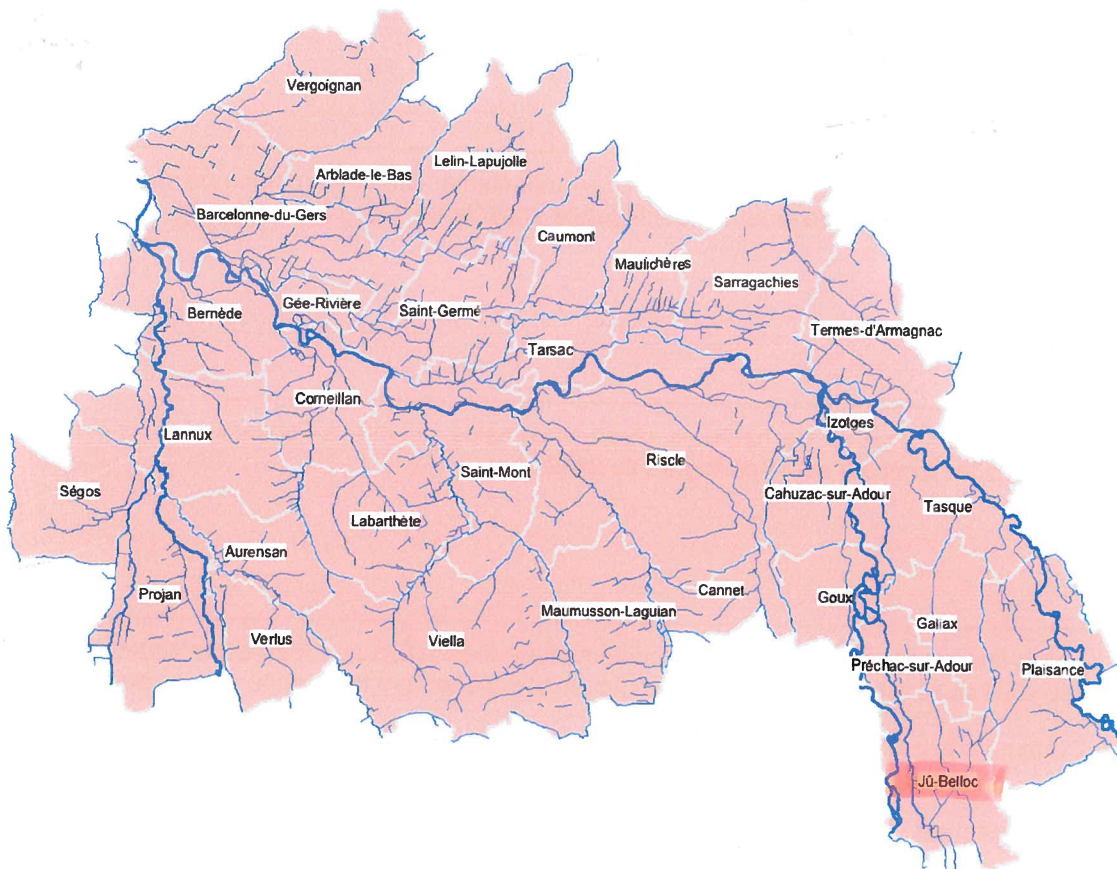 Vergoignan
Lelin-Lapujolle
Arblade-le-Bas
Barcelonne-du-Gers
Caumont
Maulichères
Sarragachies
Gée-Rivière
Bernède
Saint-Germé
Termes-d'Armagnac
Tarsac
Corneillan
Izotges
Lannux
Riscle
Saint-Mont
Ségos
Cahuzac-sur-Adour
Tasque
Labarthète
Aurensan
Projan
Cannet
Goux
Maumusson-Laguian
Galiax
Verlus
Viella
Préchac-sur-Adour
Plaisance
Jû-Belloc